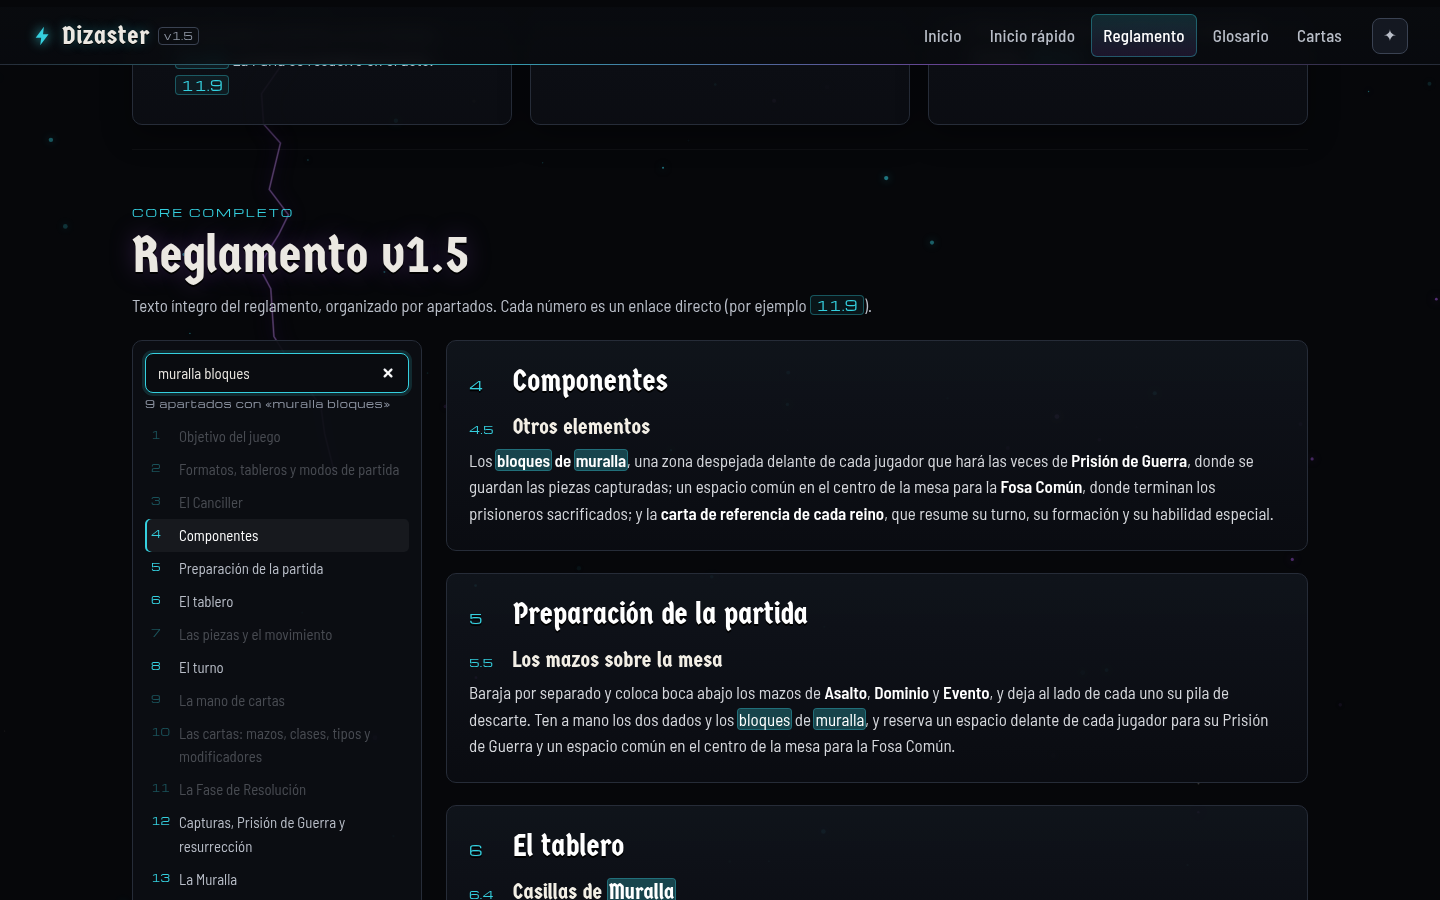 Dizaster v1.5
Inicio
Inicio rápido
Reglamento
Glosario
Cartas
11.9
CORE COMPLETO
Reglamento v1.5
Texto íntegro del reglamento, organizado por apartados. Cada número es un enlace directo (por ejemplo 11.9).
muralla bloques
9 apartados con «muralla bloques»
1 Objetivo del juego
2 Formatos, tableros y modos de partida
3 El Canciller
4 Componentes
5 Preparación de la partida
6 El tablero
7 Las piezas y el movimiento
8 El turno
9 La mano de cartas
10 Las cartas: mazos, clases, tipos y
modificadores
11 La Fase de Resolución
12 Capturas, Prisión de Guerra y
resurrección
13 La Muralla
4 Componentes
4.5 Otros elementos
Los bloques de muralla, una zona despejada delante de cada jugador que hará las veces de Prisión de Guerra, donde se
guardan las piezas capturadas; un espacio común en el centro de la mesa para la Fosa Común, donde terminan los
prisioneros sacrificados; y la carta de referencia de cada reino, que resume su turno, su formación y su habilidad especial.
5 Preparación de la partida
5.5 Los mazos sobre la mesa
Baraja por separado y coloca boca abajo los mazos de Asalto, Dominio y Evento, y deja al lado de cada uno su pila de
descarte. Ten a mano los dos dados y los bloques de muralla, y reserva un espacio delante de cada jugador para su Prisión
de Guerra y un espacio común en el centro de la mesa para la Fosa Común.
6 El tablero
6.4 Casillas de Muralla